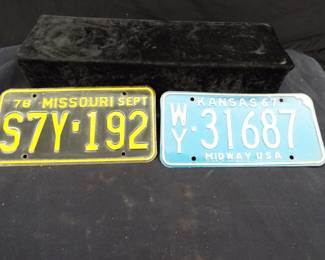 78 MISSOURI SEPT
S7Y 192
KANSAS 67
WY 31687
MIDWAY USA